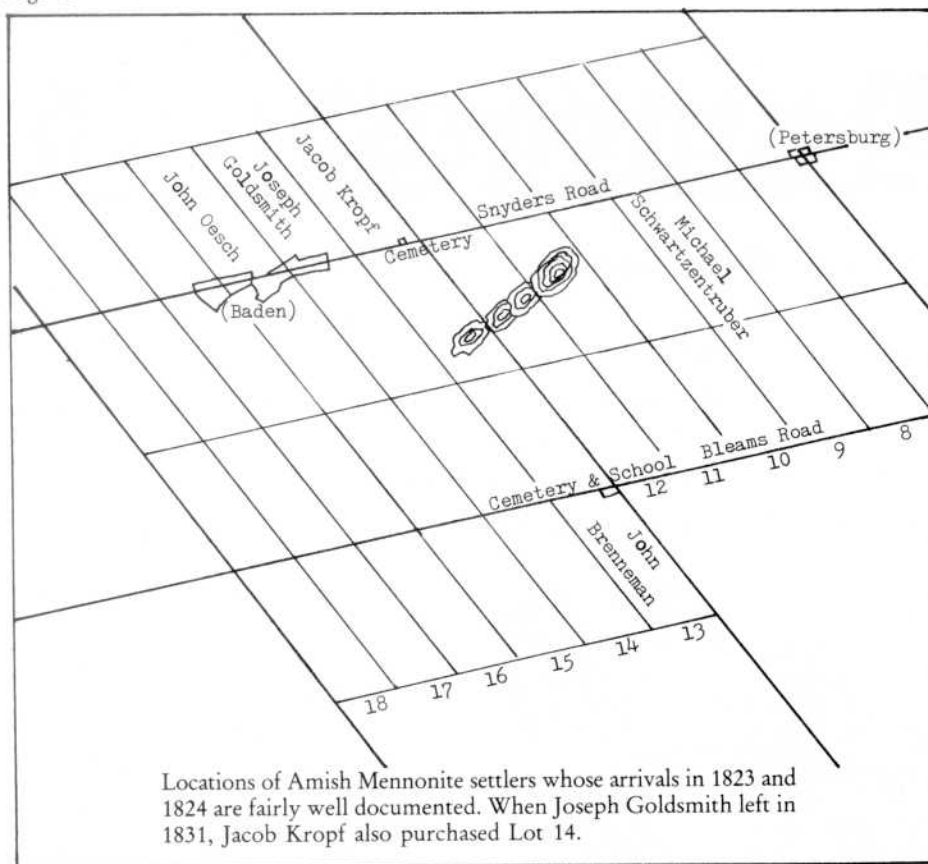 (Petersburg)
Jacob Kropf
Joseph
Goldsmith
John Oesch
Snyders Road
Cemetery
Michael
Schwartzentruber
(Baden)
Cemetery & School Bleams Road
8
9
10
11
12
John
Brenneman
13
14
15
16
17
18
Locations of Amish Mennonite settlers whose arrivals in 1823 and
1824 are fairly well documented. When Joseph Goldsmith left in
1831, Jacob Kropf also purchased Lot 14.